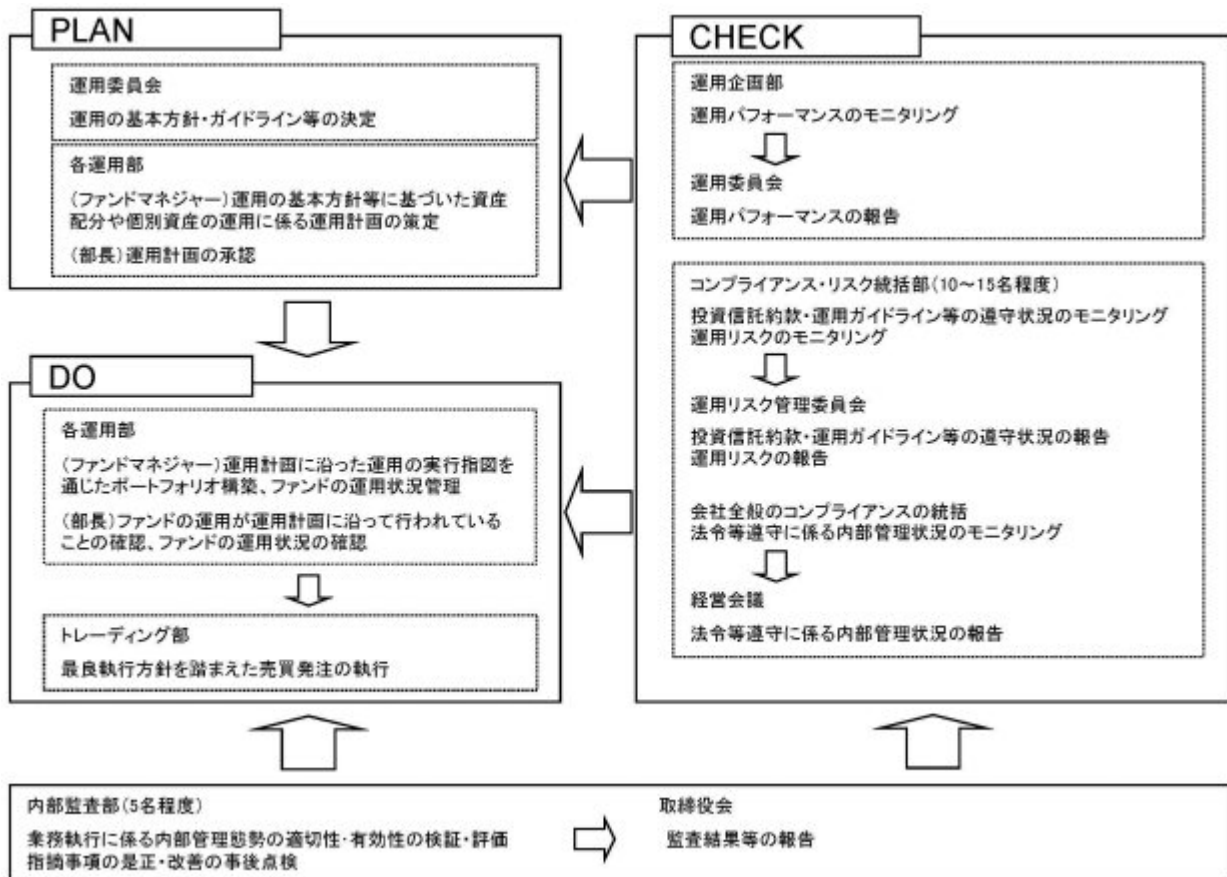 PLAN
運用委員会
運用の基本方針・ガイドライン等の決定
各運用部
(ファンドマネジャー)運用の基本方針等に基づいた資産
配分や個別資産の運用に係る運用計画の策定
(部長)運用計画の承認
DO
各運用部
(ファンドマネジャー)運用計画に沿った運用の実行指図を
通じたポートフォリオ構築、ファンドの運用状況管理
(部長)ファンドの運用が運用計画に沿って行われている
ことの確認、ファンドの運用状況の確認
トレーディング部
最良執行方針を踏まえた売買発注の執行
CHECK
運用企画部
運用パフォーマンスのモニタリング
運用委員会
運用パフォーマンスの報告
コンプライアンス・リスク統括部(10～15名程度)
投資信託約款・運用ガイドライン等の遵守状況のモニタリング
運用リスクのモニタリング
運用リスク管理委員会
投資信託約款・運用ガイドライン等の遵守状況の報告
運用リスクの報告
会社全般のコンプライアンスの統括
法令等遵守に係る内部管理状況のモニタリング
経営会議
法令等遵守に係る内部管理状況の報告
内部監査部(5名程度)
業務執行に係る内部管理態勢の適切性・有効性の検証・評価
指摘事項の是正・改善の事後点検
取締役会
監査結果等の報告